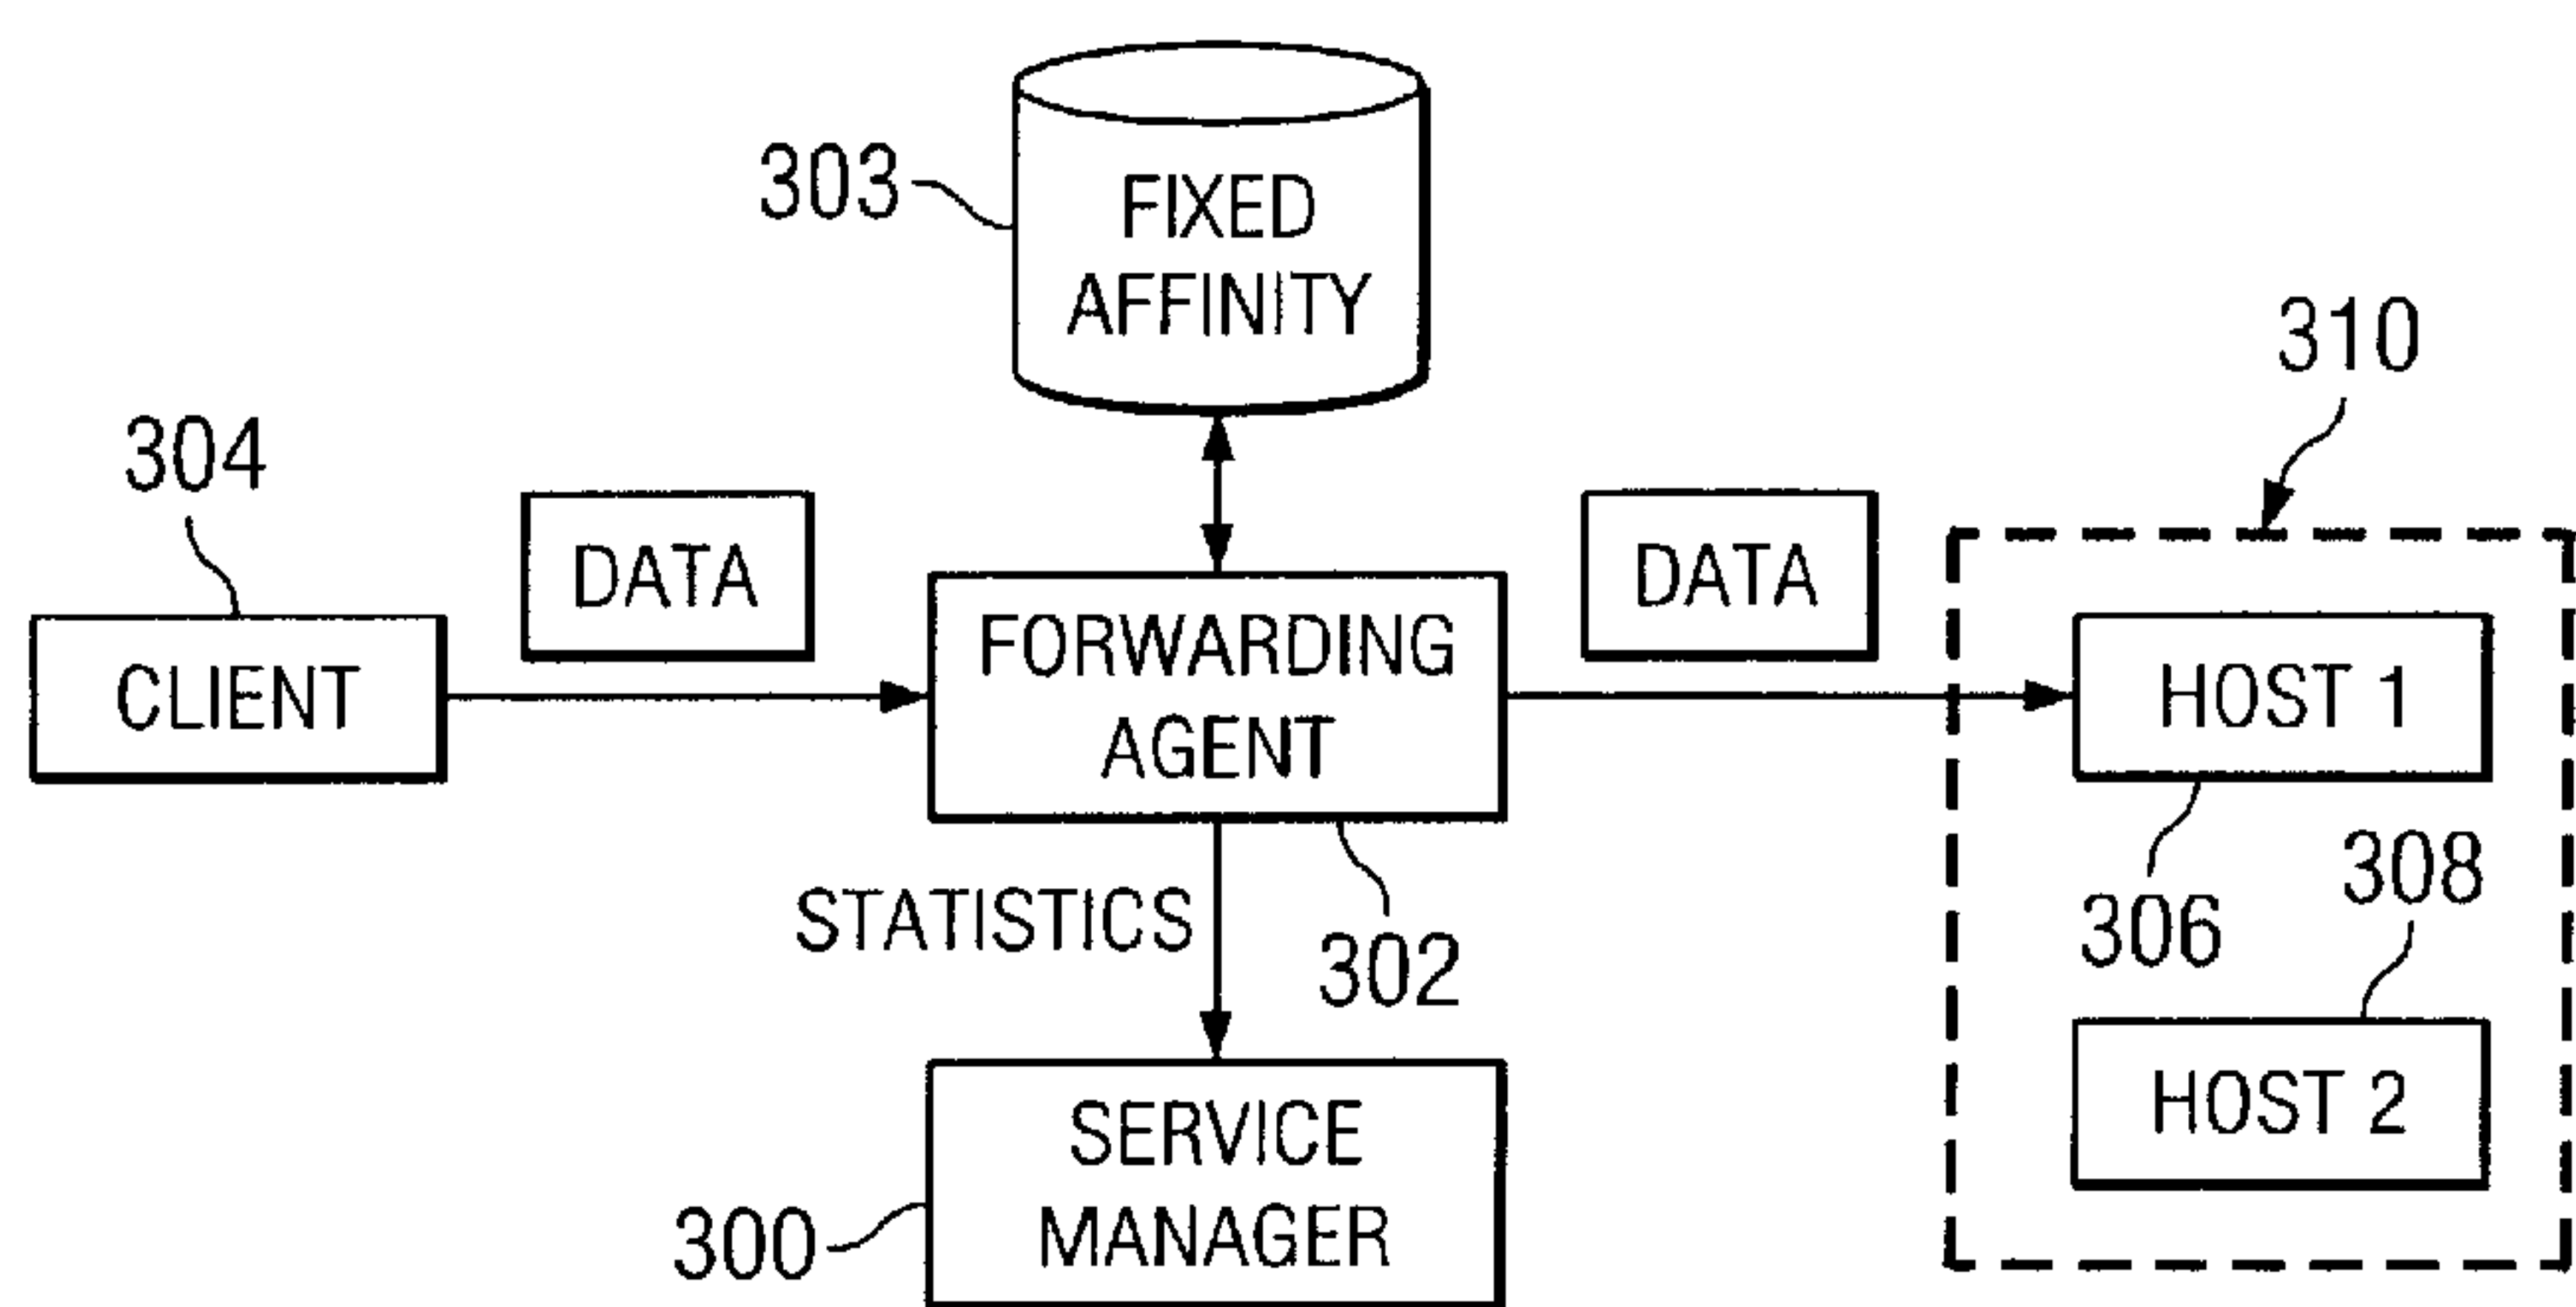 303
FIXED
AFFINITY
310
304
DATA
DATA
CLIENT
FORWARDING
AGENT
HOST 1
STATISTICS
302
306
308
HOST 2
300
SERVICE
MANAGER